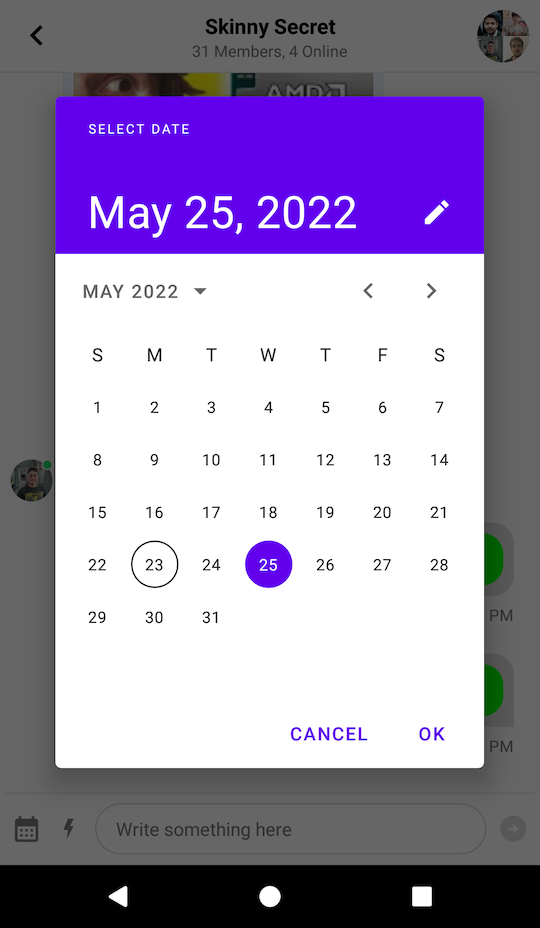 Skinny Secret
31 Members, 4 Online
AMD
SELECT DATE
May 25, 2022
MAY 2022
S M T W T F S
1 2 3 4 5 6 7
8 9 10 11 12 13 14
15 16 17 18 19 20 21
22 23 24 25 26 27 28
29 30 31
PM
CANCEL OK
PM
Write something here